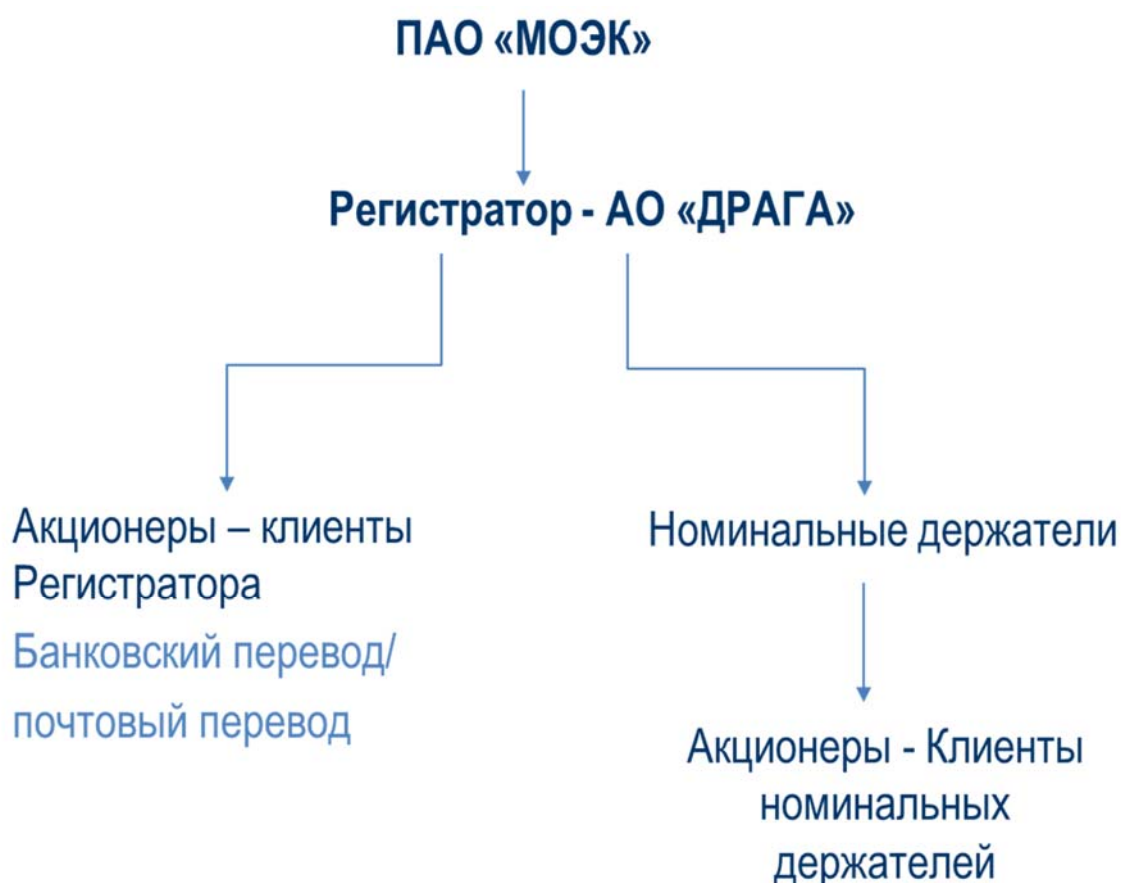 ПАО «МОЭК»
Регистратор - АО «ДРАГА»
Акционеры – клиенты
Регистратора
Банковский перевод/
почтовый перевод
Номинальные держатели
Акционеры - Клиенты
номинальных
держателей